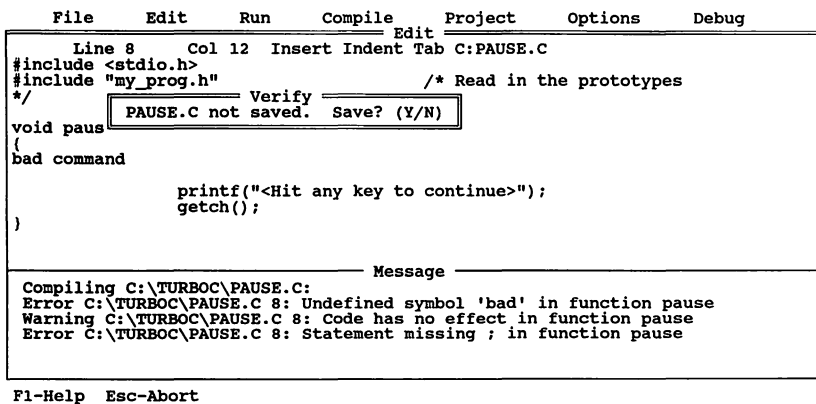 File Edit Run Compile Project Options Debug
Edit
Line 8 Col 12 Insert Indent Tab C:PAUSE.C
#include <stdio.h>
#include "my_prog.h" /* Read in the prototypes
*/
Verify
PAUSE.C not saved. Save? (Y/N)
void paus
{
bad command
printf("<Hit any key to continue>");
getch();
}
Message
Compiling C:\TURBOC\PAUSE.C:
Error C:\TURBOC\PAUSE.C 8: Undefined symbol 'bad' in function pause
Warning C:\TURBOC\PAUSE.C 8: Code has no effect in function pause
Error C:\TURBOC\PAUSE.C 8: Statement missing ; in function pause
F1-Help Esc-Abort